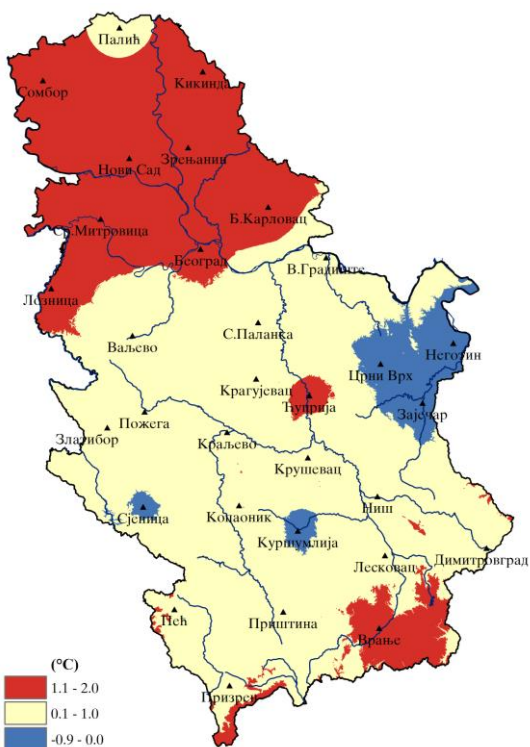 Палић
Сомбор
Кикинда
Зрењанин
Нови Сад
Б.Карловац
Ср.Митровица
Београд
В.Градиште
Лозница
С.Паланка
Ваљево
Неготин
Црни Врх
Крагујевац
Ћуприја
Зајечар
Пожега
Златибор
Краљево
Крушевац
Ниш
Копаоник
Сјеница
Куршумлија
Димитровград
Лесковац
Пећ
Приштина
Врање
(°C)
Призрен
1.1 - 2.0
0.1 - 1.0
-0.9 - 0.0